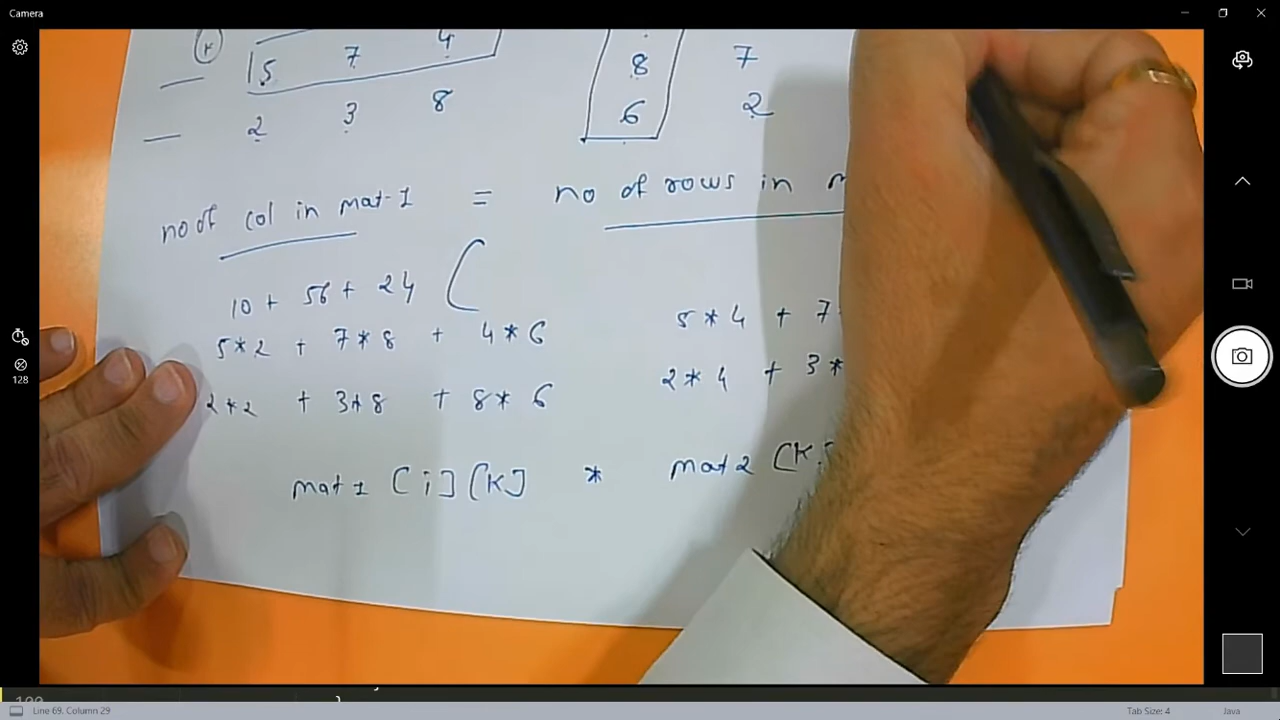 Camera
K 5 7 4 8 7
2 3 8 6 2
no of col in mat-1 = no of rows in
10 + 56 + 24 (
5*2 + 7*8 + 4*6 5*4 + 7
2*2 + 3*8 + 8*6 2*4 + 3*
mat1 [i][K] * mat2 [K
128
Line 69, Column 29 Tab Size: 4 Java